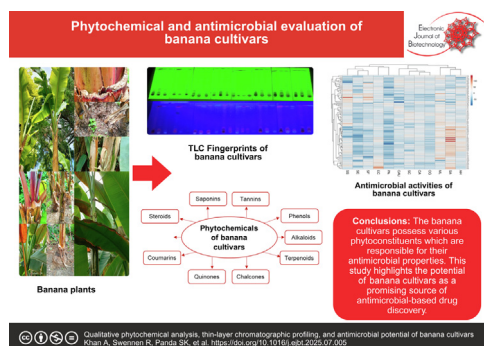 Phytochemical and antimicrobial evaluation of
banana cultivars
Electronic
Journal of
Biotechnology
TLC Fingerprints of
banana cultivars
Antimicrobial activities of
banana cultivars
Banana plants
Saponins
Tannins
Steroids
Phenols
Phytochemicals
of banana
cultivars
Alkaloids
Coumarins
Terpenoids
Quinones
Chalcones
Conclusions: The banana
cultivars possess various
phytoconstituents which are
responsible for their
antimicrobial properties. This
study highlights the potential
of banana cultivars as a
promising source of
antimicrobial-based drug
discovery.
Qualitative phytochemical analysis, thin-layer chromatographic profiling, and antimicrobial potential of banana cultivars
Khan A, Swennen R, Panda SK, et al. https://doi.org/10.1016/j.ejbt.2025.07.005